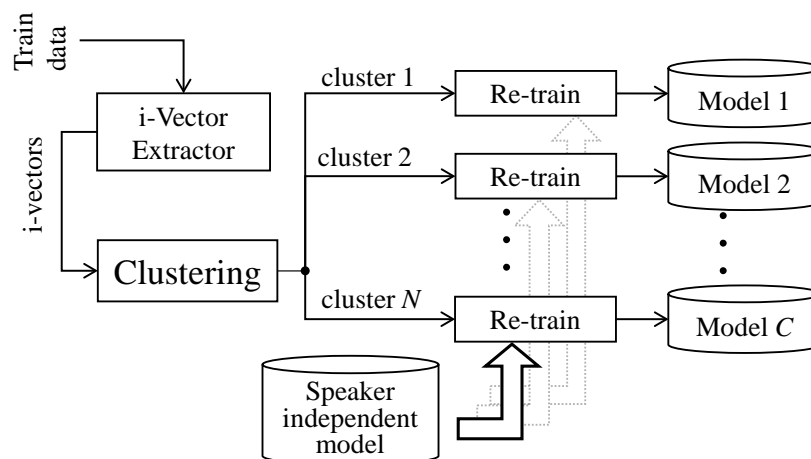 Train
data
i-Vector
Extractor
i-vectors
Clustering
cluster 1
Re-train
Model 1
cluster 2
Re-train
Model 2
cluster N
Re-train
Model C
Speaker
independent
model